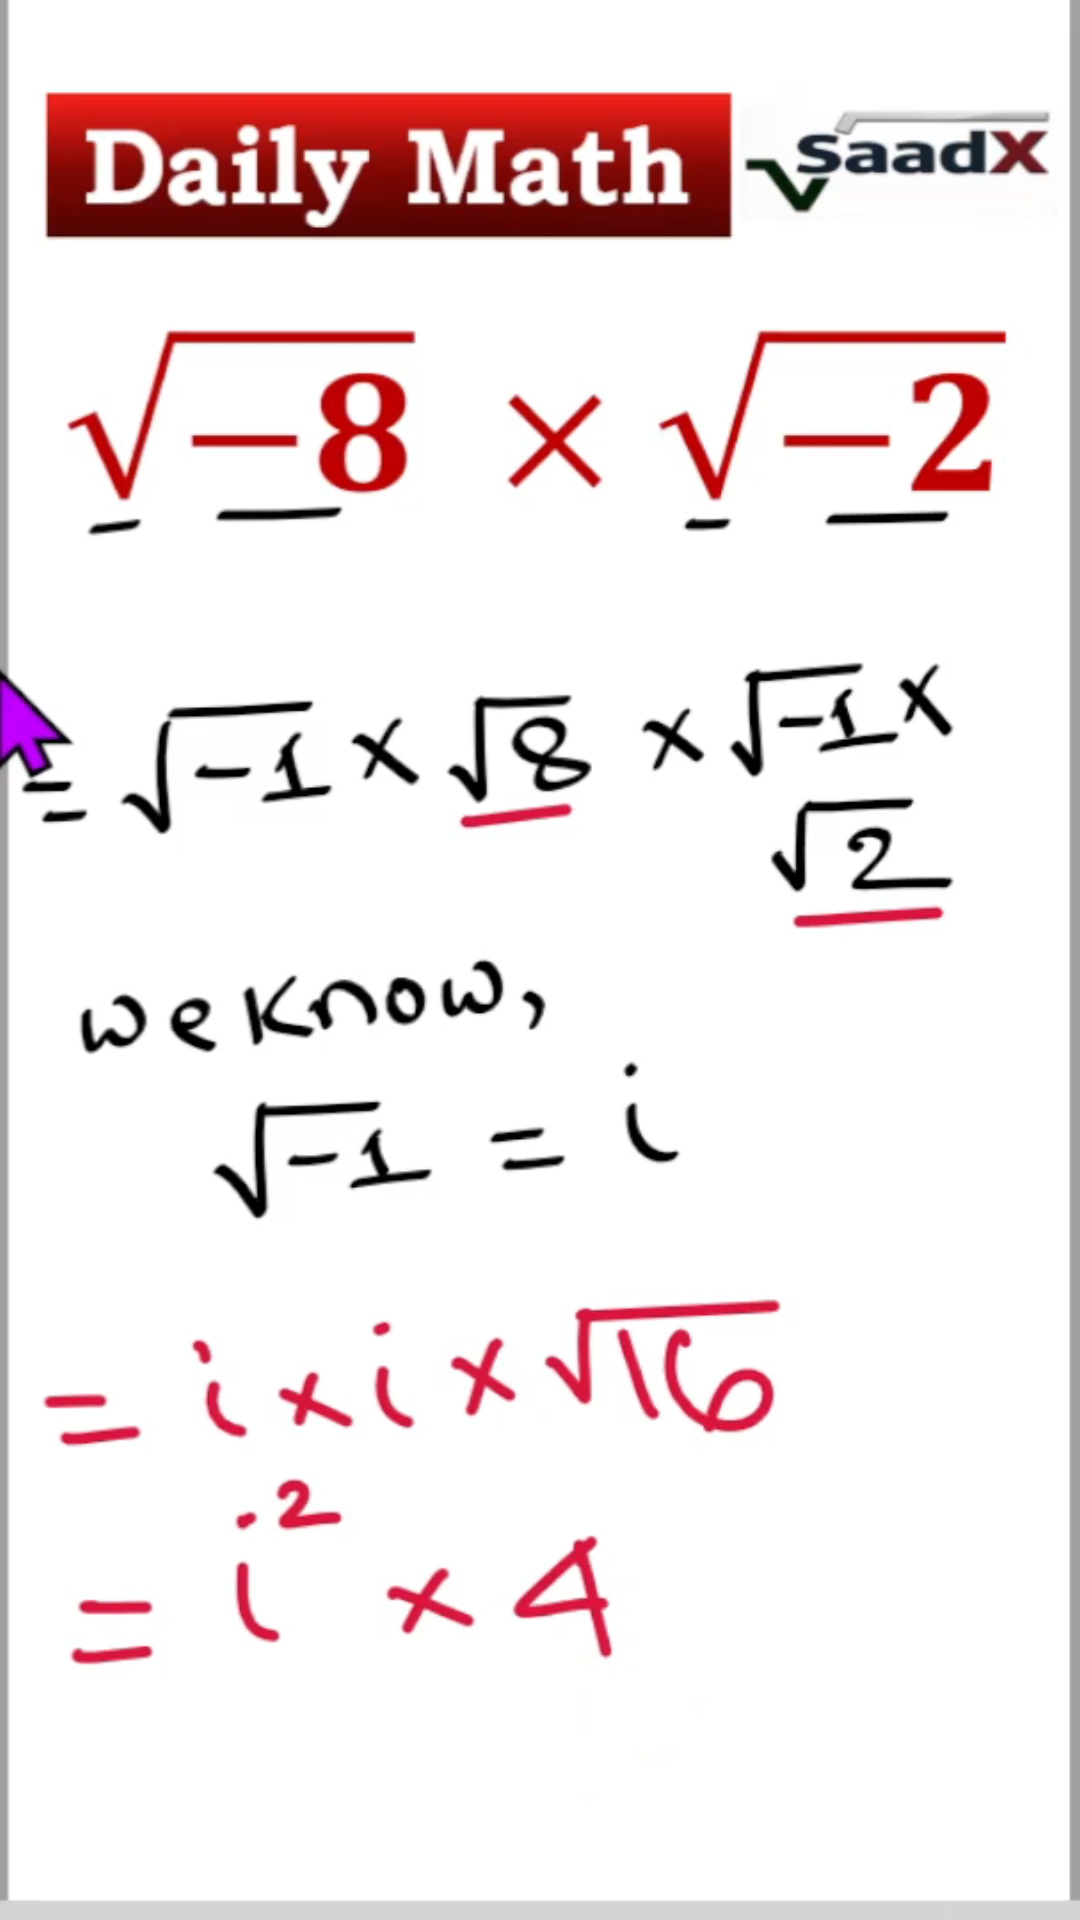 Daily Math √SaadX
√−8 × √−2
= √-1 × √8 × √-1 ×
√2
we know,
√-1 = i
= i × i × √16
= i² × 4